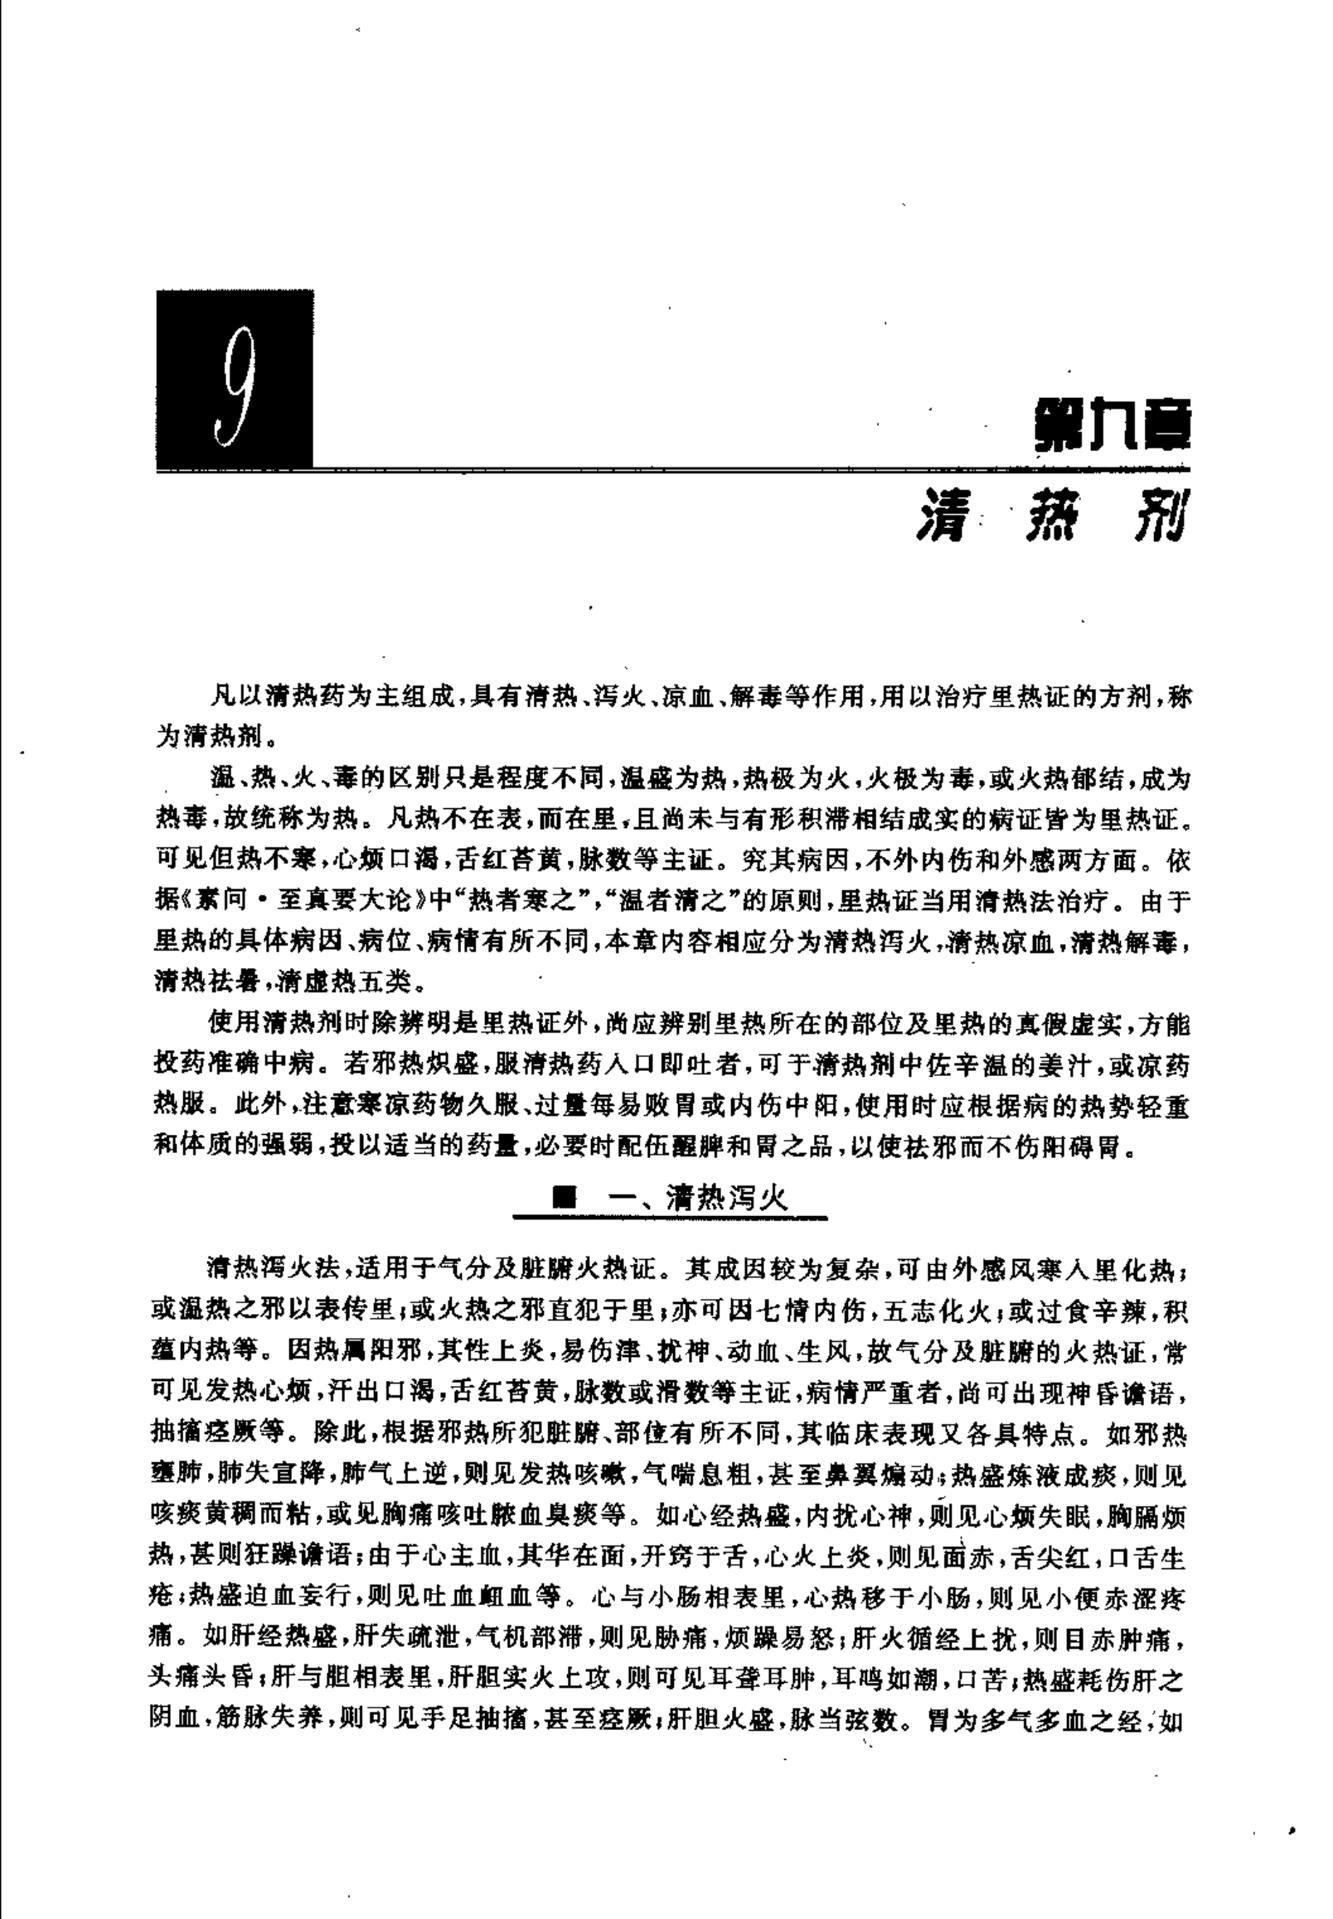 9
第九章
清热剂
凡以清热药为主组成,具有清热、泻火、凉血、解毒等作用,用以治疗里热证的方剂,称
为清热剂。
温、热、火、毒的区别只是程度不同,温盛为热,热极为火,火极为毒,或火热郁结,成为
热毒,故统称为热。凡热不在表,而在里,且尚未与有形积滞相结成实的病证皆为里热证。
可见但热不寒,心烦口渴,舌红苔黄,脉数等主证。究其病因,不外内伤和外感两方面。依
据《素问·至真要大论》中“热者寒之”,“温者清之”的原则,里热证当用清热法治疗。由于
里热的具体病因、病位、病情有所不同,本章内容相应分为清热泻火,清热凉血,清热解毒,
清热祛暑,清虚热五类。
使用清热剂时除辨明是里热证外,尚应辨别里热所在的部位及里热的真假虚实,方能
投药准确中病。若邪热炽盛,服清热药入口即吐者,可于清热剂中佐辛温的姜汁,或凉药
热服。此外,注意寒凉药物久服、过量每易败胃或内伤中阳,使用时应根据病的热势轻重
和体质的强弱,投以适当的药量,必要时配伍醒脾和胃之品,以使祛邪而不伤阳碍胃。
■ 一、清热泻火
清热泻火法,适用于气分及脏腑火热证。其成因较为复杂,可由外感风寒入里化热;
或温热之邪以表传里;或火热之邪直犯于里;亦可因七情内伤,五志化火;或过食辛辣,积
蕴内热等。因热属阳邪,其性上炎,易伤津、扰神、动血、生风,故气分及脏腑的火热证,常
可见发热心烦,汗出口渴,舌红苔黄,脉数或滑数等主证,病情严重者,尚可出现神昏谵语,
抽搐痉厥等。除此,根据邪热所犯脏腑、部位有所不同,其临床表现又各具特点。如邪热
壅肺,肺失宣降,肺气上逆,则见发热咳嗽,气喘息粗,甚至鼻翼煽动;热盛炼液成痰,则见
咳痰黄稠而粘,或见胸痛咳吐脓血臭痰等。如心经热盛,内扰心神,则见心烦失眠,胸膈烦
热,甚则狂躁谵语;由于心主血,其华在面,开窍于舌,心火上炎,则见面赤,舌尖红,口舌生
疮;热盛迫血妄行,则见吐血衄血等。心与小肠相表里,心热移于小肠,则见小便赤涩疼
痛。如肝经热盛,肝失疏泄,气机部滞,则见胁痛,烦躁易怒;肝火循经上扰,则目赤肿痛,
头痛头昏;肝与胆相表里,肝胆实火上攻,则可见耳聋耳肿,耳鸣如潮,口苦;热盛耗伤肝之
阴血,筋脉失养,则可见手足抽搐,甚至痉厥;肝胆火盛,脉当弦数。胃为多气多血之经,如